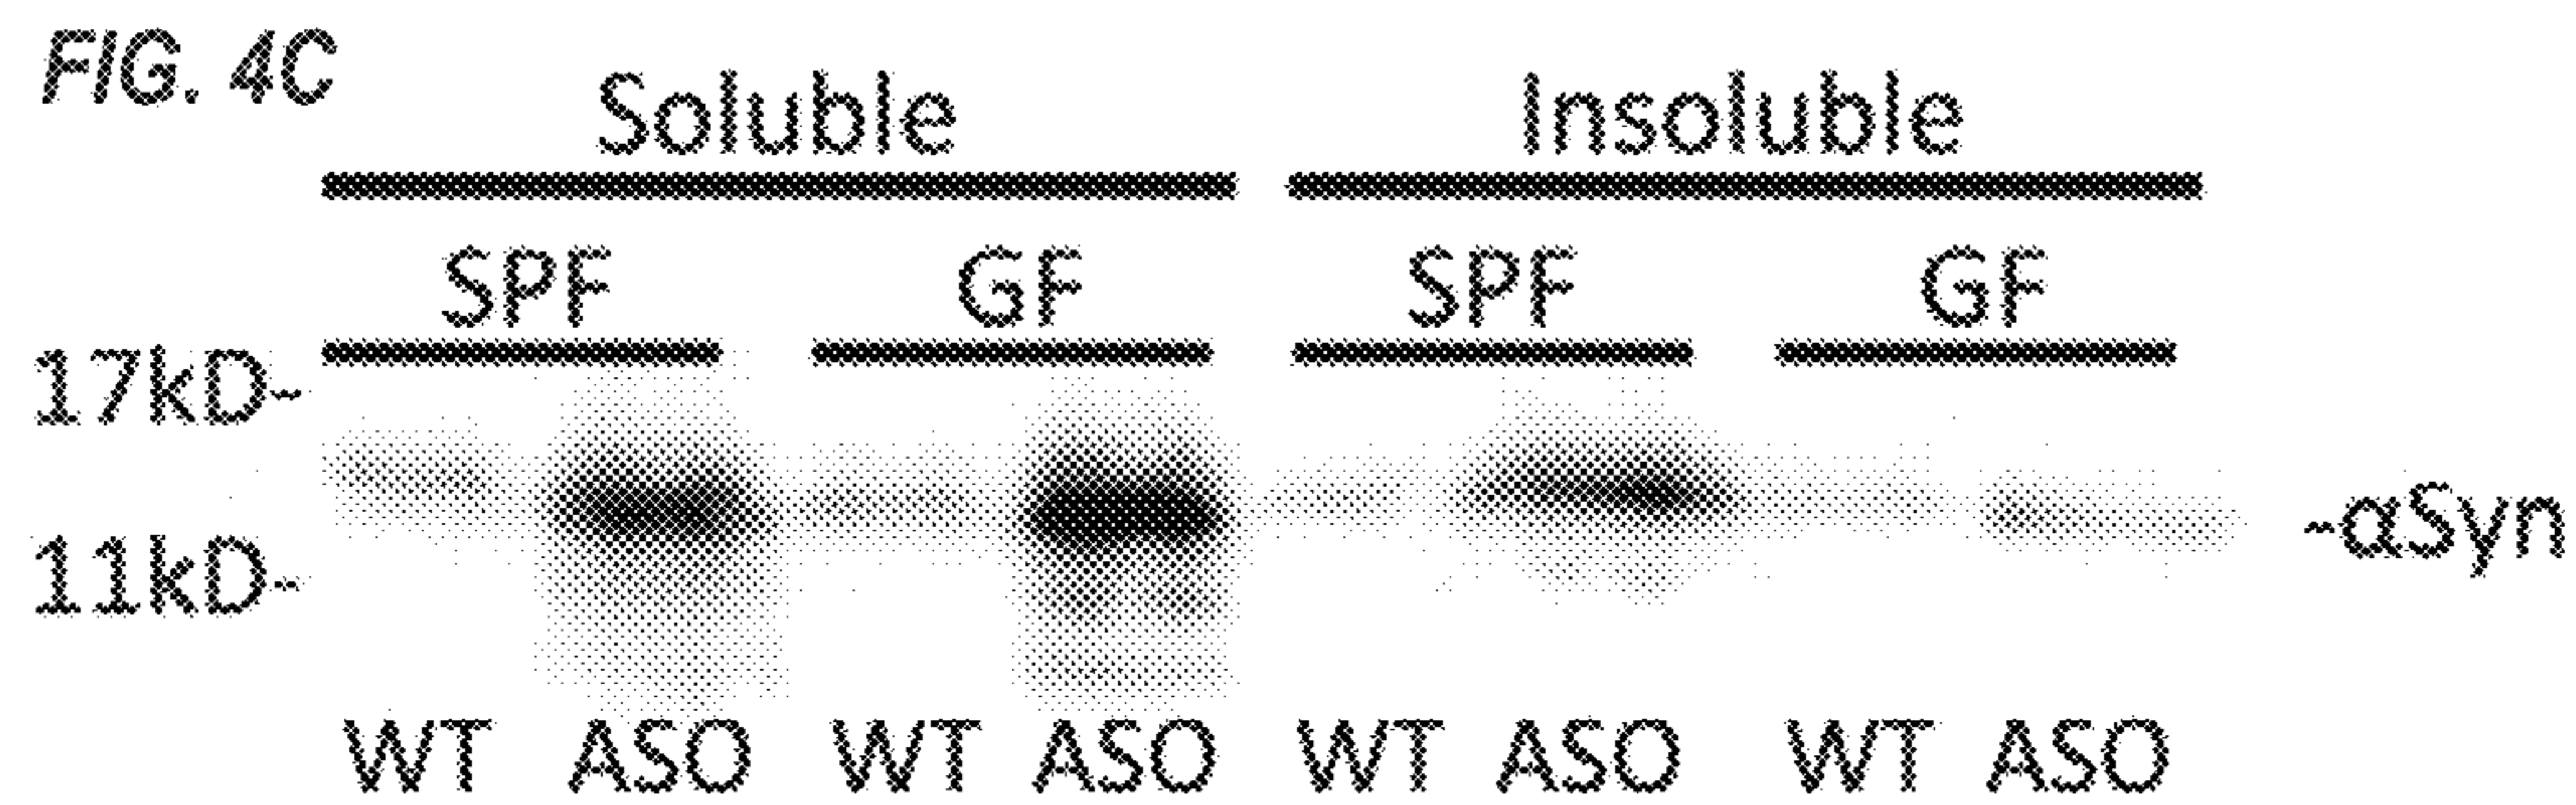 FIG. 4C
Soluble Insoluble
SPF GF SPF GF
17kD-
11kD-
-αSyn
WT ASO WT ASO WT ASO WT ASO